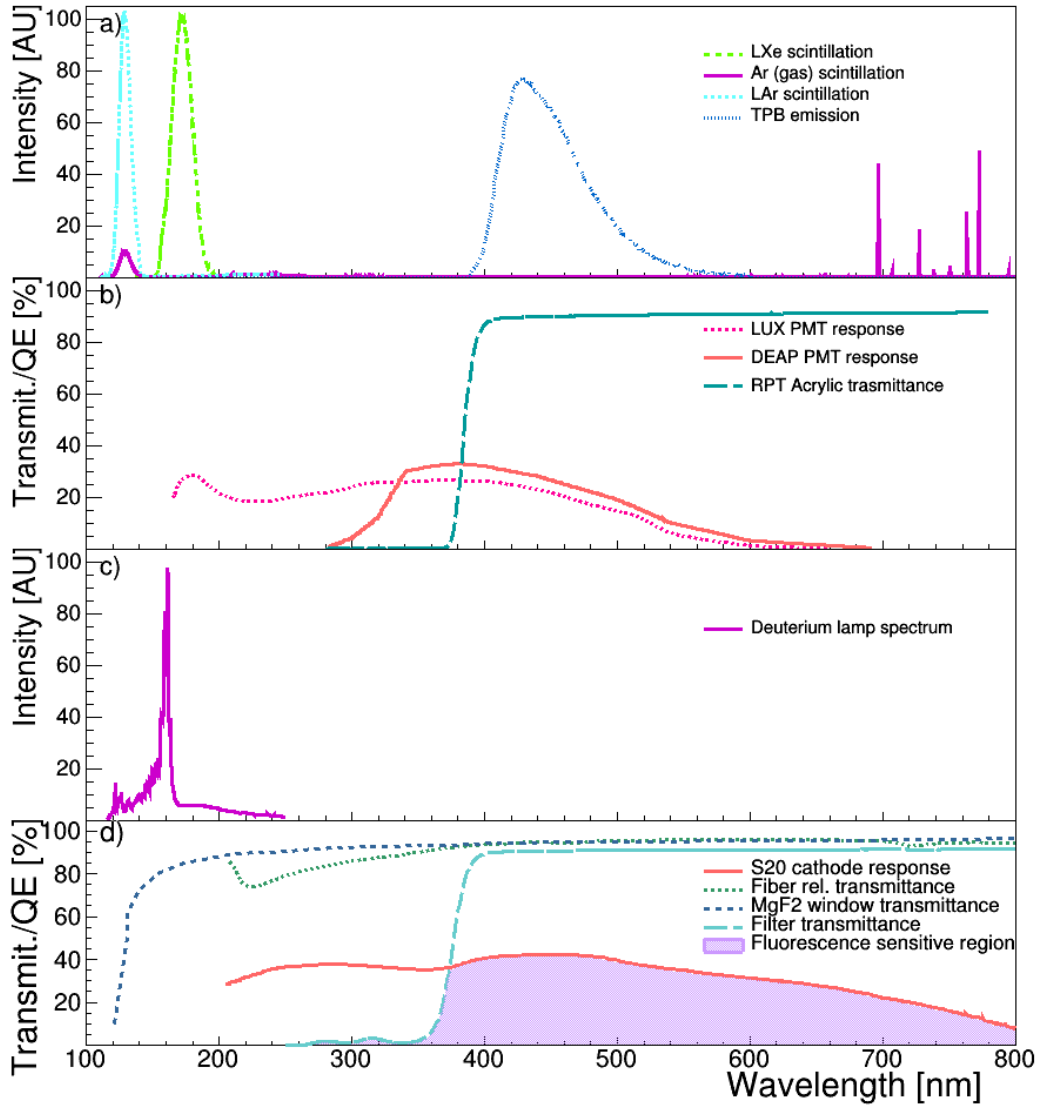 a)
Intensity [AU]
100
80
60
40
20
LXe scintillation
Ar (gas) scintillation
LAr scintillation
TPB emission
b)
Transmit./QE [%]
100
80
60
40
20
LUX PMT response
DEAP PMT response
RPT Acrylic trasmittance
c)
Intensity [AU]
100
80
60
40
20
Deuterium lamp spectrum
d)
Transmit./QE [%]
100
80
60
40
20
S20 cathode response
Fiber rel. transmittance
MgF2 window transmittance
Filter transmittance
Fluorescence sensitive region
100 200 300 400 500 600 700 800
Wavelength [nm]